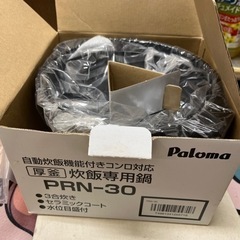 自動炊飯機能付きコンロ対応
Paloma
厚釜 炊飯専用鍋
PRN-30
●3合炊き
●セラミックコート
●水位目盛付